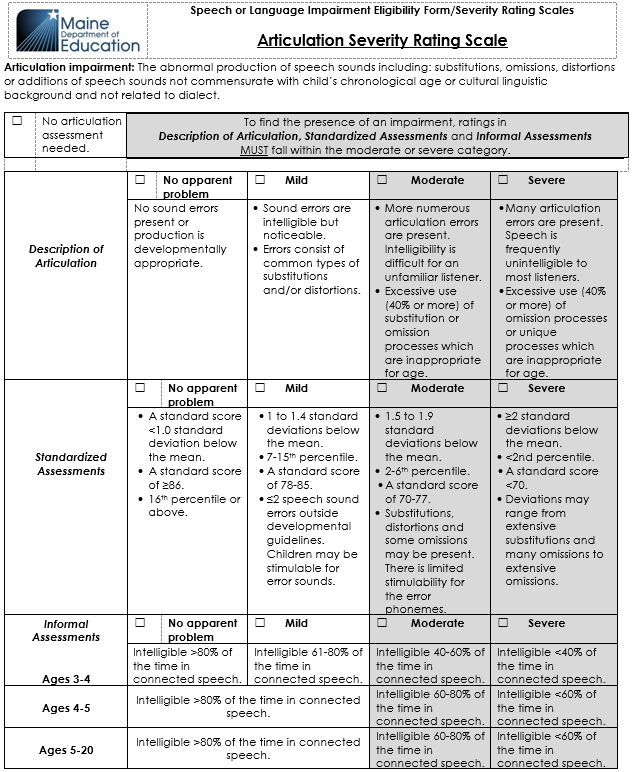 Maine
Department of
Education
Speech or Language Impairment Eligibility Form/Severity Rating Scales
Articulation Severity Rating Scale
Articulation impairment: The abnormal production of speech sounds including: substitutions, omissions, distortions
or additions of speech sounds not commensurate with child's chronological age or cultural linguistic
background and not related to dialect.
☐ No articulation
assessment
needed.
To find the presence of an impairment, ratings in
Description of Articulation, Standardized Assessments and Informal Assessments
MUST fall within the moderate or severe category.
Description of
Articulation
☐ No apparent
problem
No sound errors
present or
production is
developmentally
appropriate.
☐ Mild
• Sound errors are
intelligible but
noticeable.
• Errors consist of
common types of
substitutions
and/or distortions.
☐ Moderate
• More numerous
articulation errors
are present.
Intelligibility is
difficult for an
unfamiliar listener.
• Excessive use
(40% or more) of
substitution or
omission
processes which
are inappropriate
for age.
☐ Severe
• Many articulation
errors are present.
Speech is
frequently
unintelligible to
most listeners.
• Excessive use (40%
or more) of
omission processes
or unique
processes which
are inappropriate
for age.
Standardized
Assessments
☐ No apparent
problem
• A standard score
<1.0 standard
deviation below
the mean.
• A standard score
of ≥86.
• 16th percentile or
above.
☐ Mild
• 1 to 1.4 standard
deviations below
the mean.
• 7-15th percentile.
• A standard score
of 78-85.
• ≤2 speech sound
errors outside
developmental
guidelines.
Children may be
stimulable for
error sounds.
☐ Moderate
• 1.5 to 1.9
standard
deviations below
the mean.
• 2-6th percentile.
• A standard score
of 70-77.
• Substitutions,
distortions and
some omissions
may be present.
There is limited
stimulability for
the error
phonemes.
☐ Severe
• ≥2 standard
deviations below
the mean.
• <2nd percentile.
• A standard score
<70.
• Deviations may
range from
extensive
substitutions and
many omissions to
extensive
omissions.
Informal
Assessments
☐ No apparent
problem
☐ Mild
☐ Moderate
☐ Severe
Ages 3-4
Intelligible >80% of
the time in
connected speech.
Intelligible 61-80% of
the time in
connected speech.
Intelligible 40-60% of
the time in
connected speech.
Intelligible <40% of
the time in
connected speech.
Ages 4-5
Intelligible >80% of the time in connected
speech.
Intelligible 60-80% of
the time in
connected speech.
Intelligible <60% of
the time in
connected speech.
Ages 5-20
Intelligible >80% of the time in connected
speech.
Intelligible 60-80% of
the time in
connected speech.
Intelligible <60% of
the time in
connected speech.